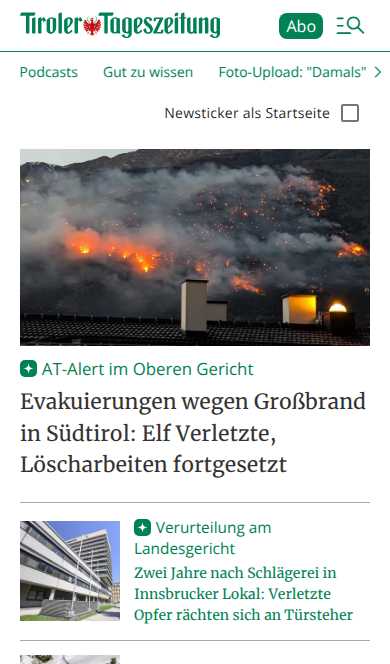 Tiroler Tageszeitung
Abo
Podcasts Gut zu wissen Foto-Upload: "Damals"
Newsticker als Startseite
AT-Alert im Oberen Gericht
Evakuierungen wegen Großbrand
in Südtirol: Elf Verletzte,
Löscharbeiten fortgesetzt
Verurteilung am
Landesgericht
Zwei Jahre nach Schlägerei in
Innsbrucker Lokal: Verletzte
Opfer rächten sich an Türsteher